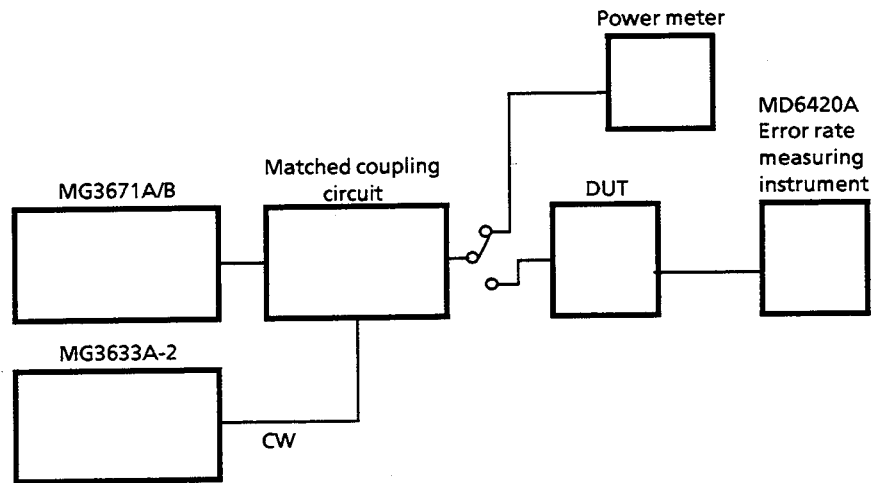 Power meter
MD6420A
Error rate
measuring
instrument
Matched coupling
circuit
MG3671A/B
DUT
MG3633A-2
CW